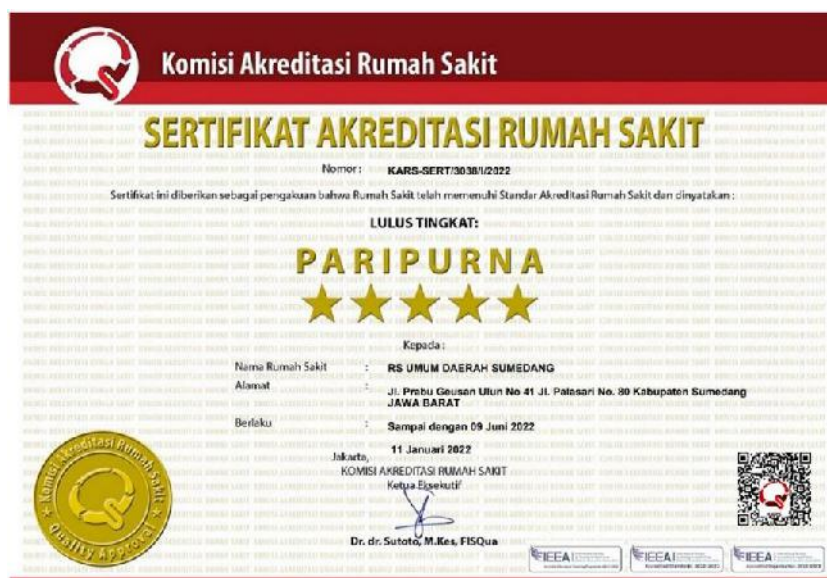 Komisi Akreditasi Rumah Sakit
SERTIFIKAT AKREDITASI RUMAH SAKIT
Nomor : KARS-SERT/3038/I/2022
Sertifikat ini diberikan sebagai pengakuan bahwa Rumah Sakit telah memenuhi Standar Akreditasi Rumah Sakit dan dinyatakan :
LULUS TINGKAT:
PARIPURNA
Kepada :
Nama Rumah Sakit : RS UMUM DAERAH SUMEDANG
Alamat : Jl. Prabu Geusan Ulun No 41 Jl. Palasari No. 80 Kabupaten Sumedang
JAWA BARAT
Berlaku : Sampai dengan 09 Juni 2022
Jakarta, 11 Januari 2022
KOMISI AKREDITASI RUMAH SAKIT
Ketua Eksekutif
Dr. dr. Sutoto, M.Kes, FISQua
Komisi Akreditasi Rumah Sakit
Quality Approval
IEEA
IEEA
IEEA